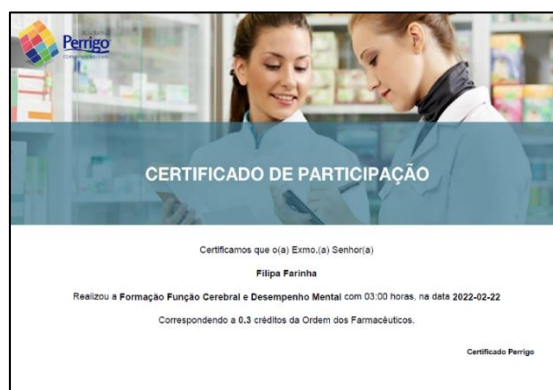 Perrigo
CERTIFICADO DE PARTICIPAÇÃO
Certificamos que o(a) Exmo.(a) Senhor(a)
Filipa Farinha
Realizou a Formação Função Cerebral e Desempenho Mental com 03:00 horas, na data 2022-02-22
Correspondendo a 0.3 créditos da Ordem dos Farmacêuticos.
Certificado Perrigo